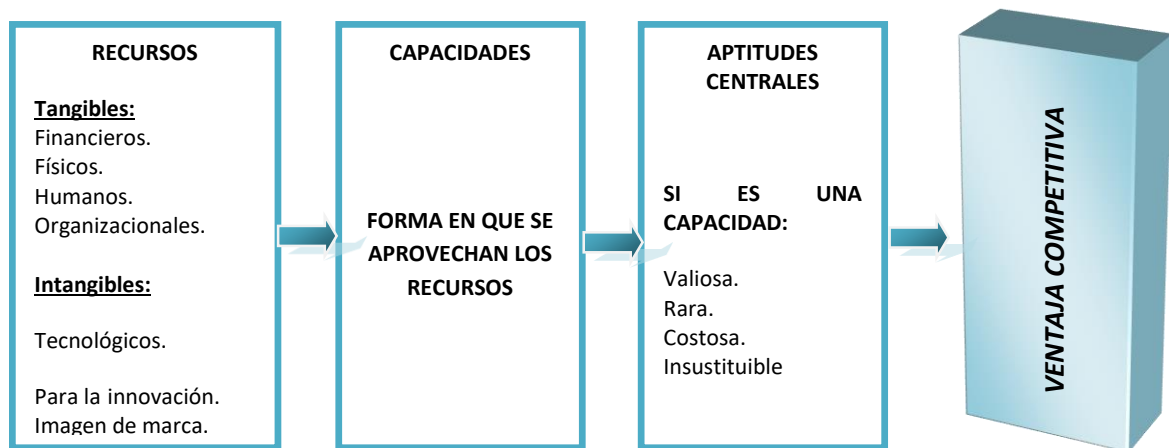 RECURSOS
Tangibles:
Financieros.
Físicos.
Humanos.
Organizacionales.
Intangibles:
Tecnológicos.
Para la innovación.
Imagen de marca.
CAPACIDADES
FORMA EN QUE SE
APROVECHAN LOS
RECURSOS
APTITUDES
CENTRALES
SI ES UNA
CAPACIDAD:
Valiosa.
Rara.
Costosa.
Insustituible
VENTAJA COMPETITIVA